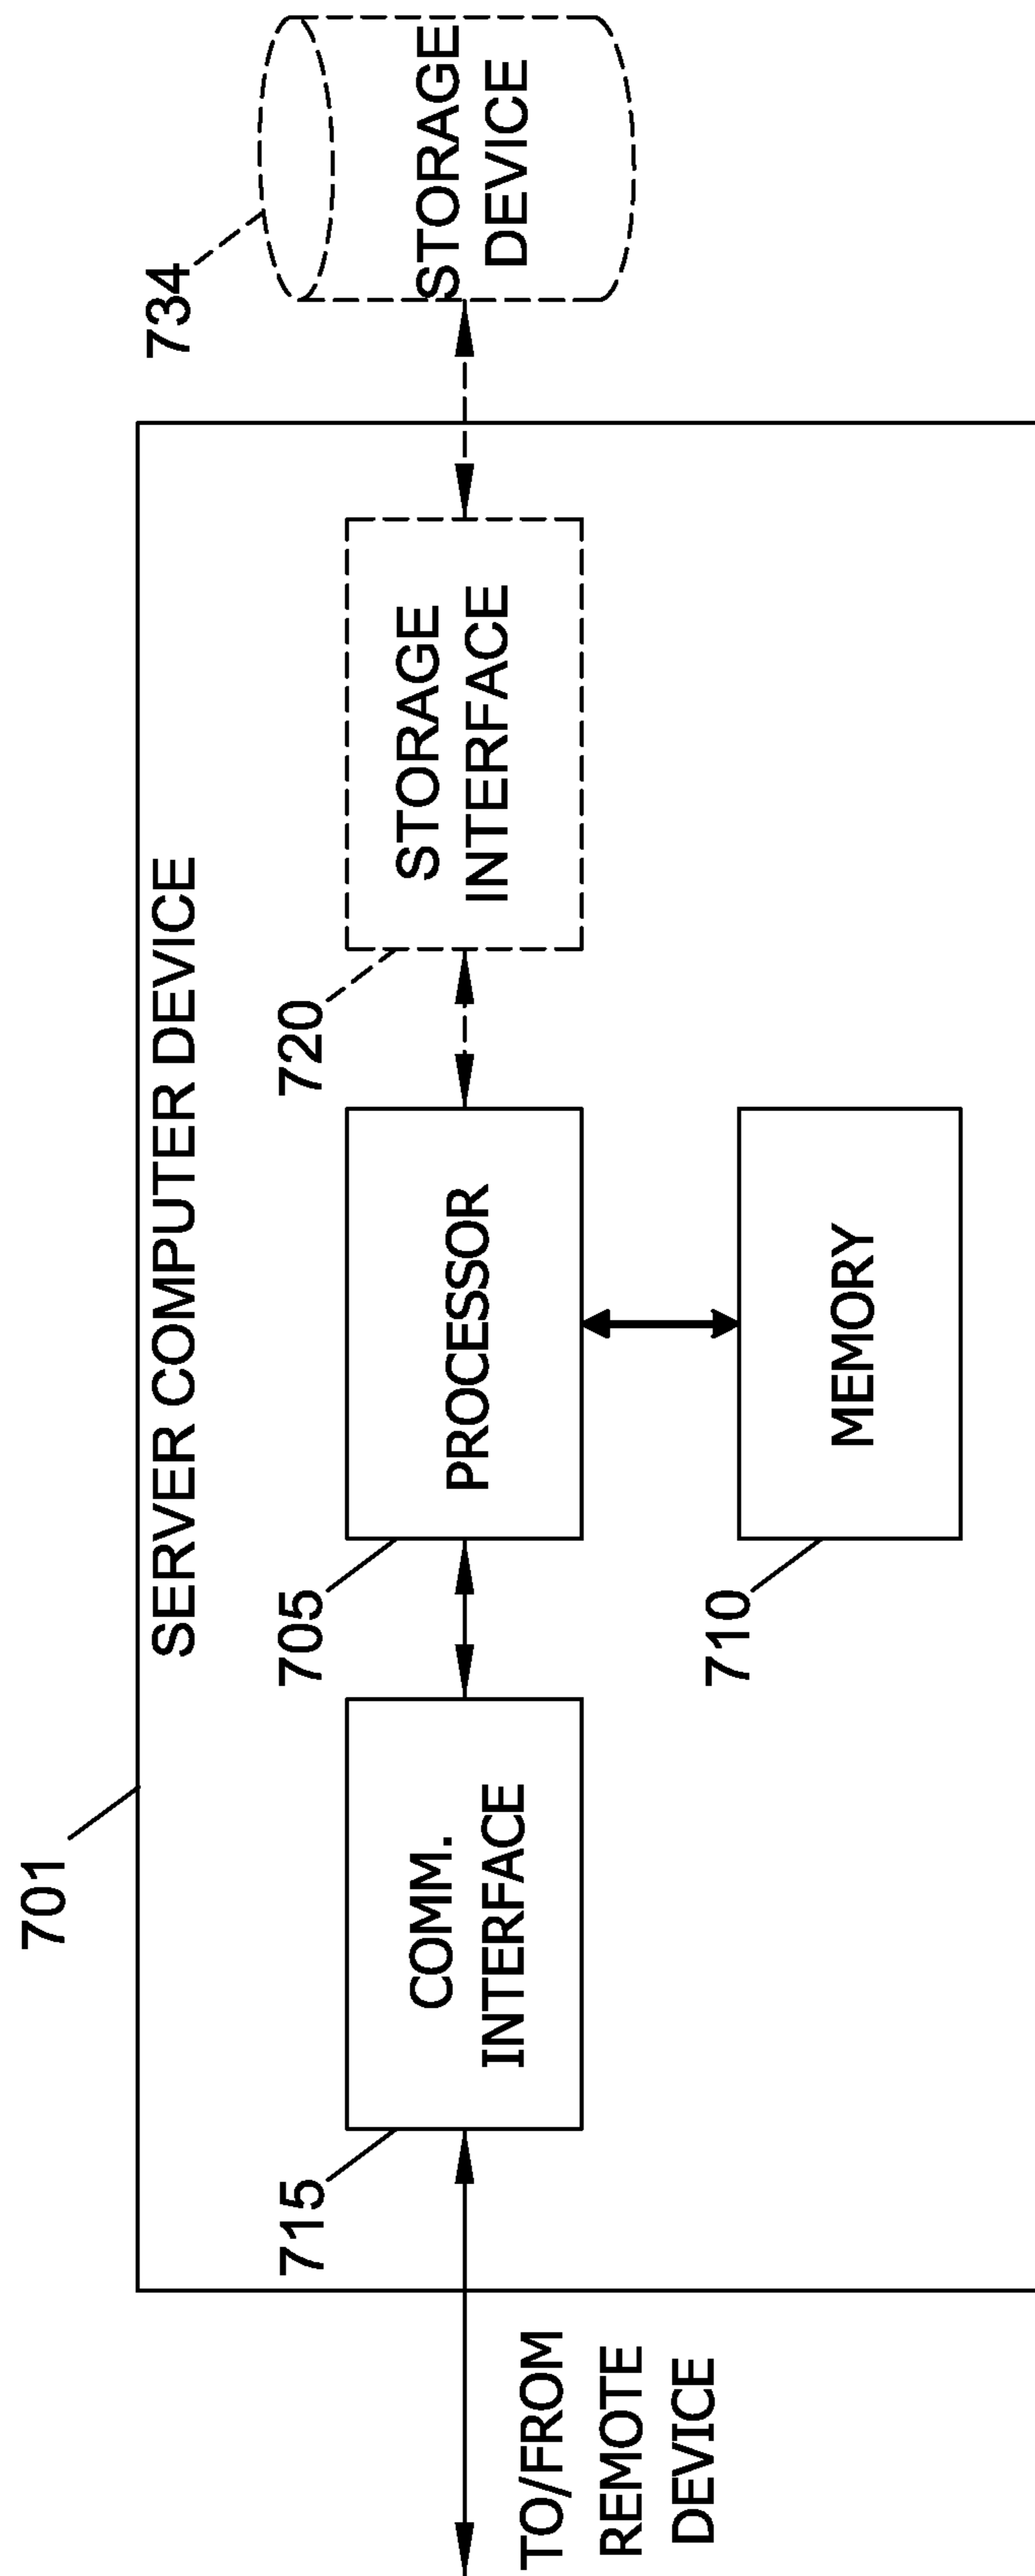 701
SERVER COMPUTER DEVICE
734
715
705
720
COMM.
INTERFACE
PROCESSOR
STORAGE
INTERFACE
STORAGE
DEVICE
TO/FROM
REMOTE
DEVICE
710
MEMORY